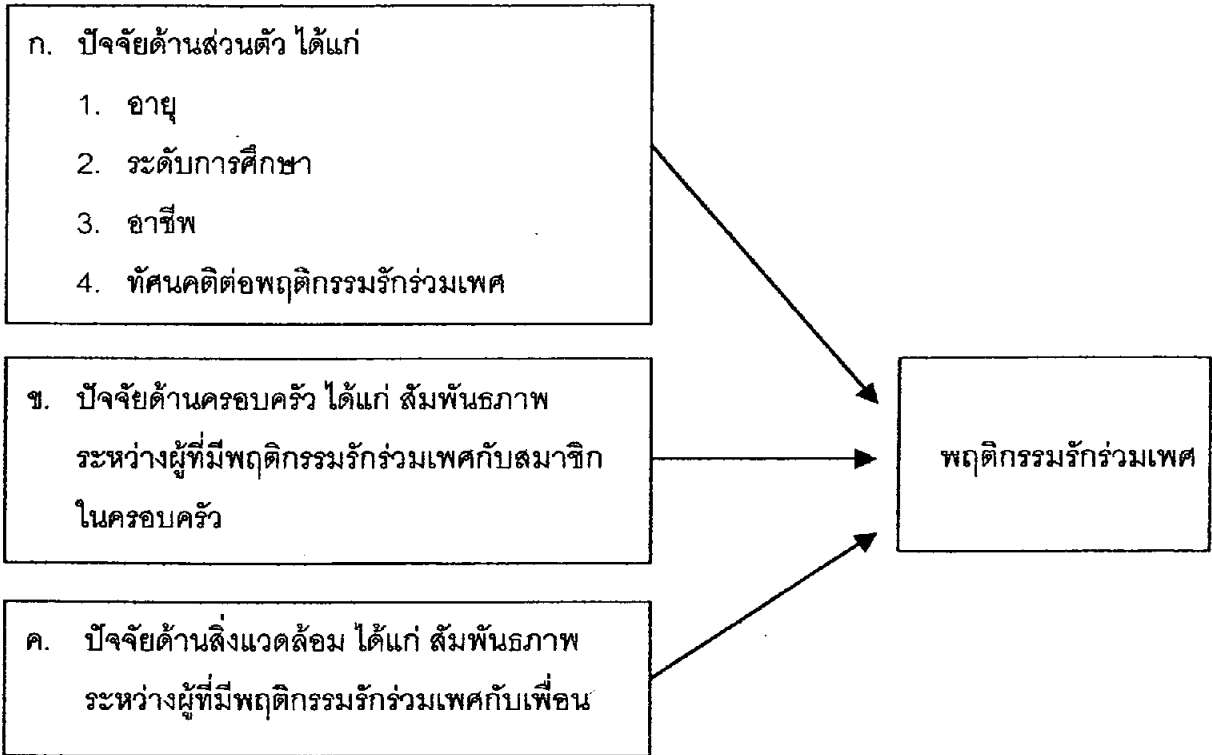 ก. ปัจจัยด้านส่วนตัว ได้แก่
1. อายุ
2. ระดับการศึกษา
3. อาชีพ
4. ทัศนคติต่อพฤติกรรมรักร่วมเพศ
ข. ปัจจัยด้านครอบครัว ได้แก่ สัมพันธภาพ
ระหว่างผู้ที่มีพฤติกรรมรักร่วมเพศกับสมาชิก
ในครอบครัว
พฤติกรรมรักร่วมเพศ
ค. ปัจจัยด้านสิ่งแวดล้อม ได้แก่ สัมพันธภาพ
ระหว่างผู้ที่มีพฤติกรรมรักร่วมเพศกับเพื่อน